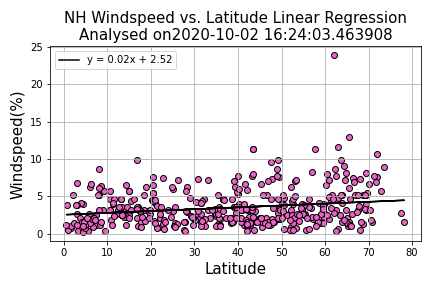 NH Windspeed vs. Latitude Linear Regression
Analysed on2020-10-02 16:24:03.463908
y = 0.02x + 2.52
Windspeed(%)
25
20
15
10
5
0
0 10 20 30 40 50 60 70 80
Latitude